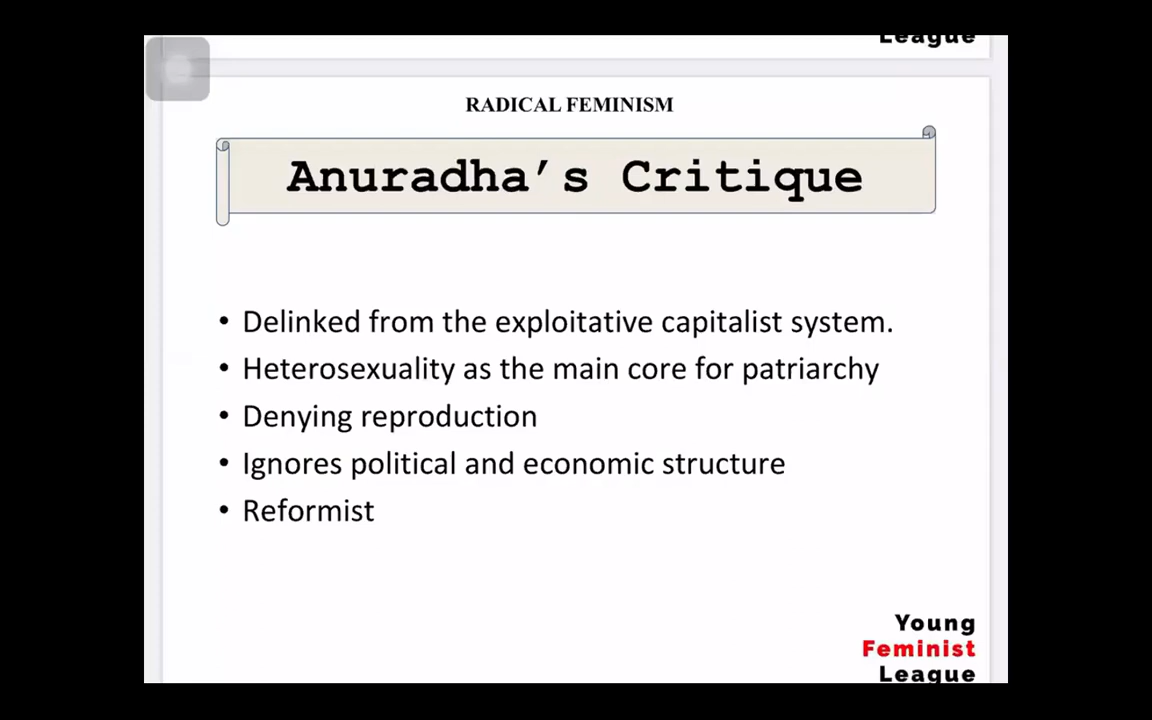 League
RADICAL FEMINISM
Anuradha's Critique
• Delinked from the exploitative capitalist system.
• Heterosexuality as the main core for patriarchy
• Denying reproduction
• Ignores political and economic structure
• Reformist
Young
Feminist
League